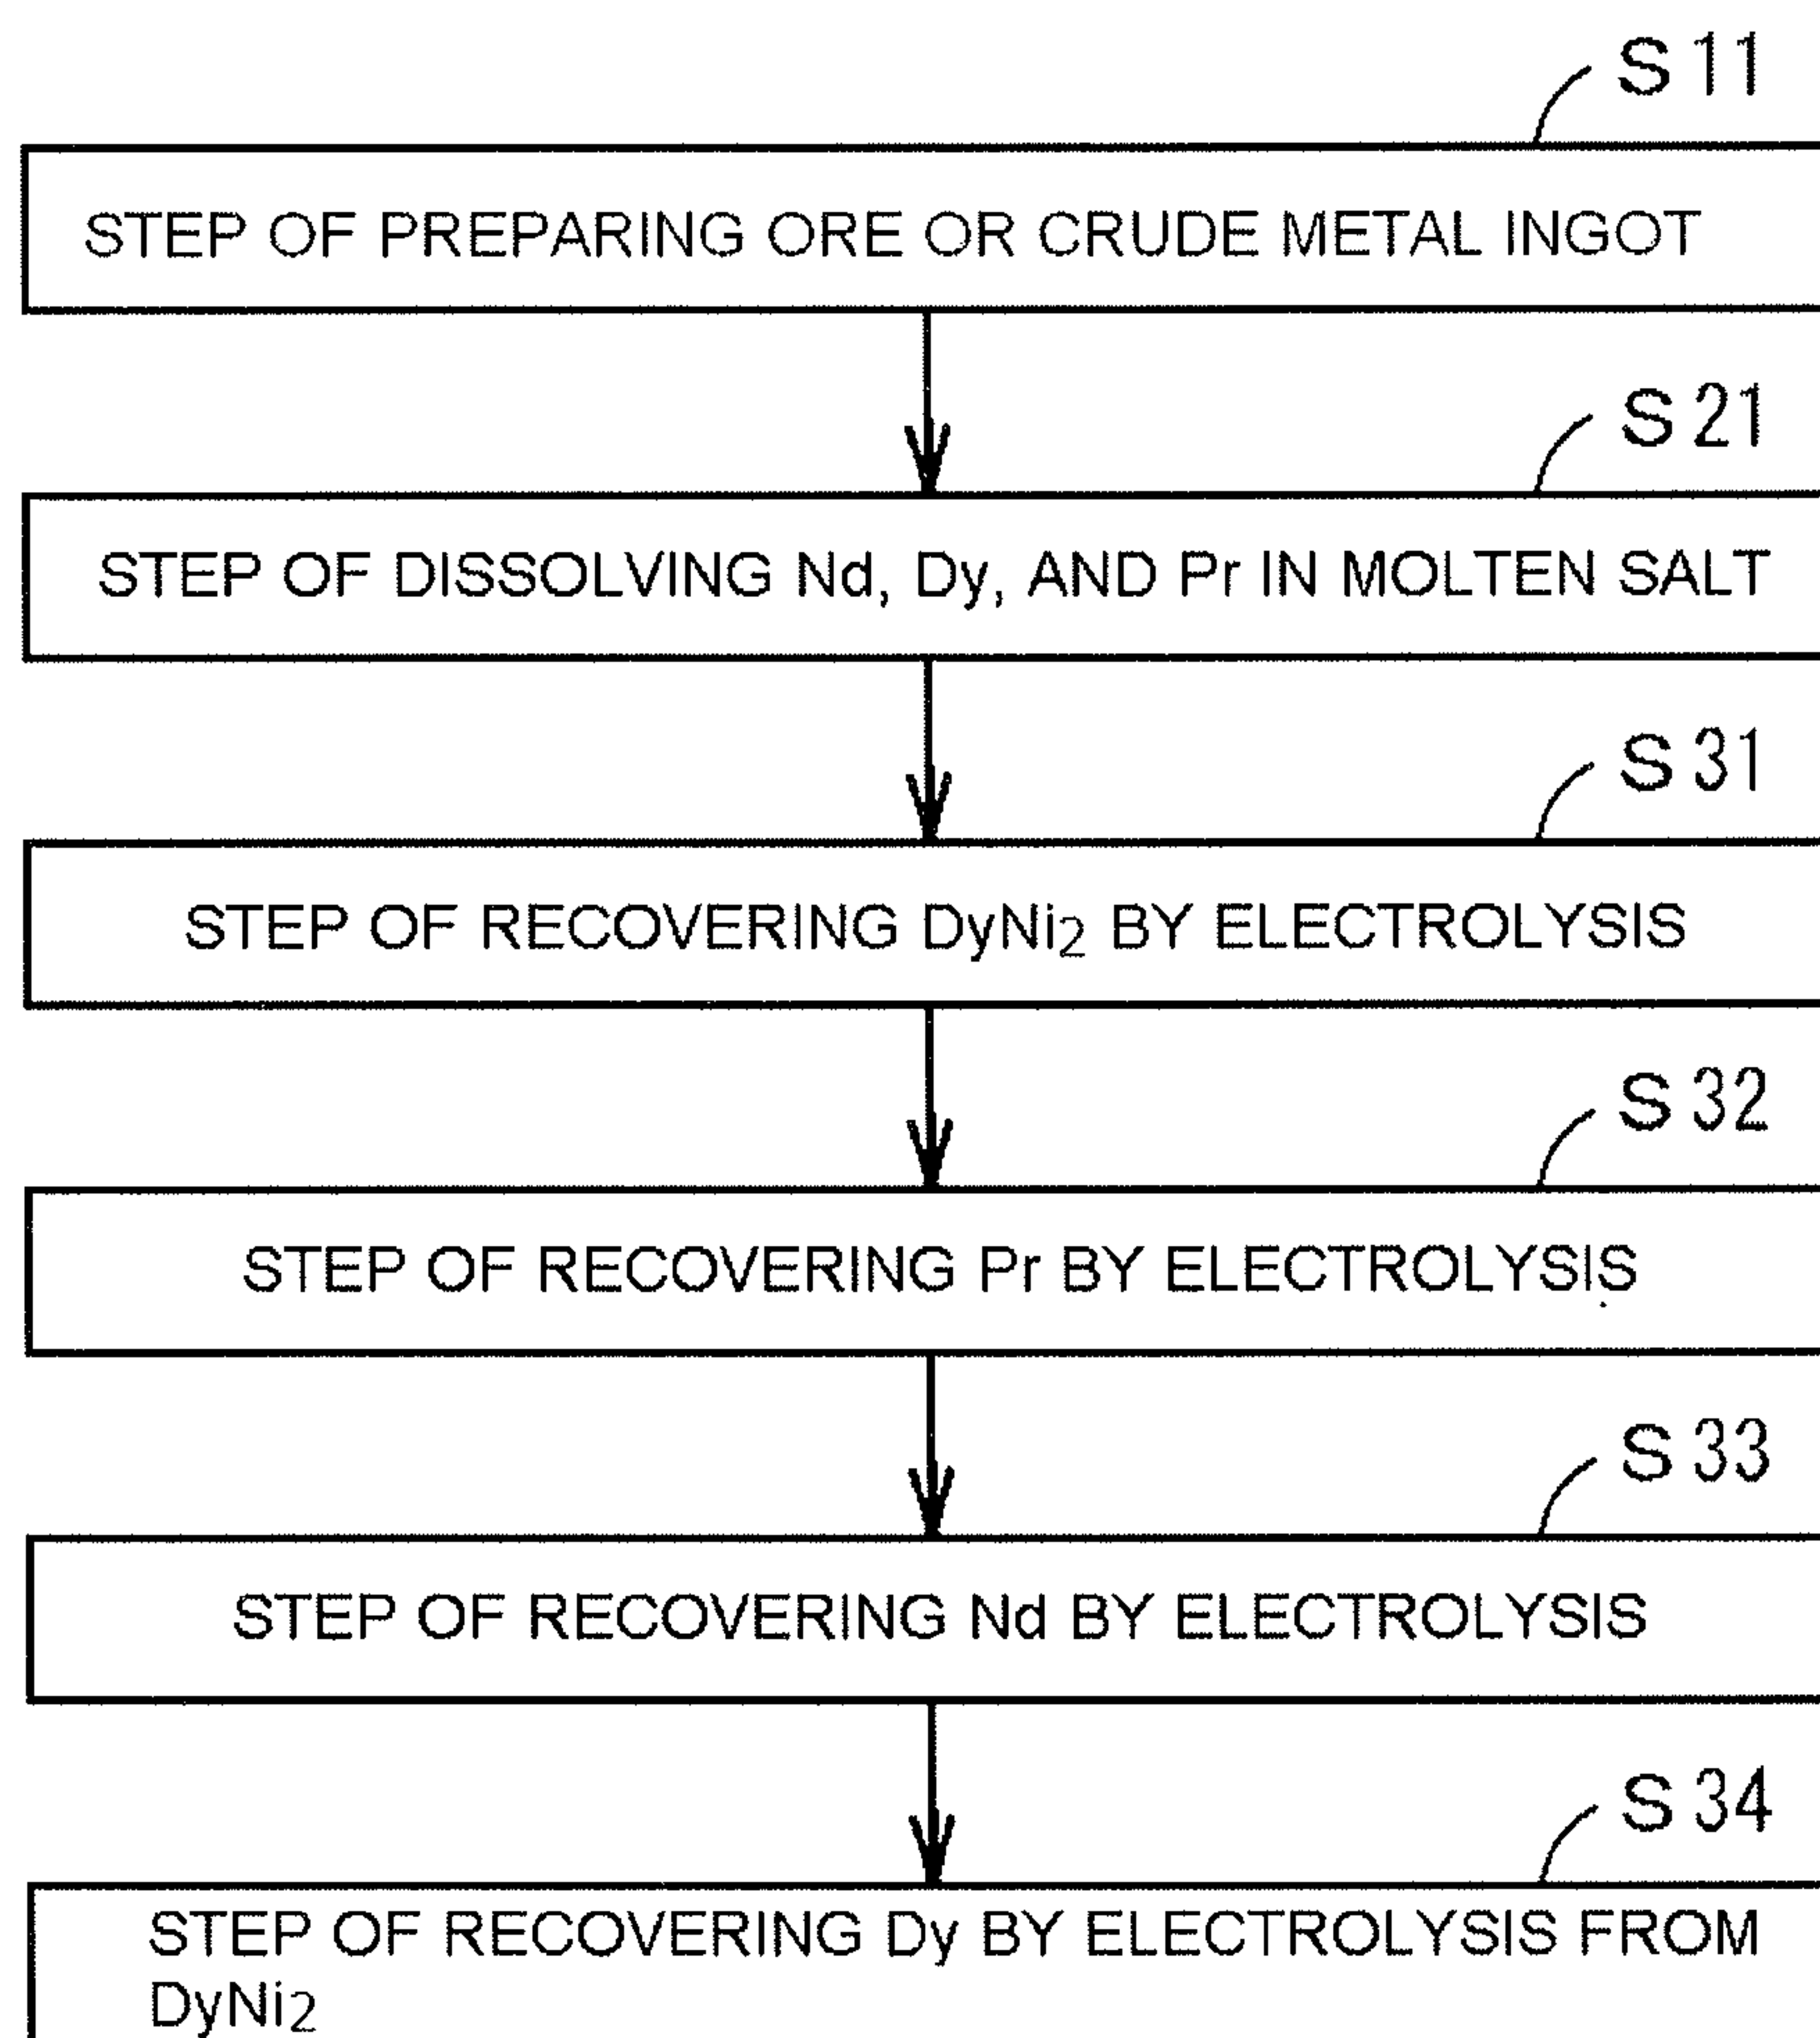 S11
STEP OF PREPARING ORE OR CRUDE METAL INGOT
S21
STEP OF DISSOLVING Nd, Dy, AND Pr IN MOLTEN SALT
S31
STEP OF RECOVERING DyNi2 BY ELECTROLYSIS
S32
STEP OF RECOVERING Pr BY ELECTROLYSIS
S33
STEP OF RECOVERING Nd BY ELECTROLYSIS
S34
STEP OF RECOVERING Dy BY ELECTROLYSIS FROM
DyNi2